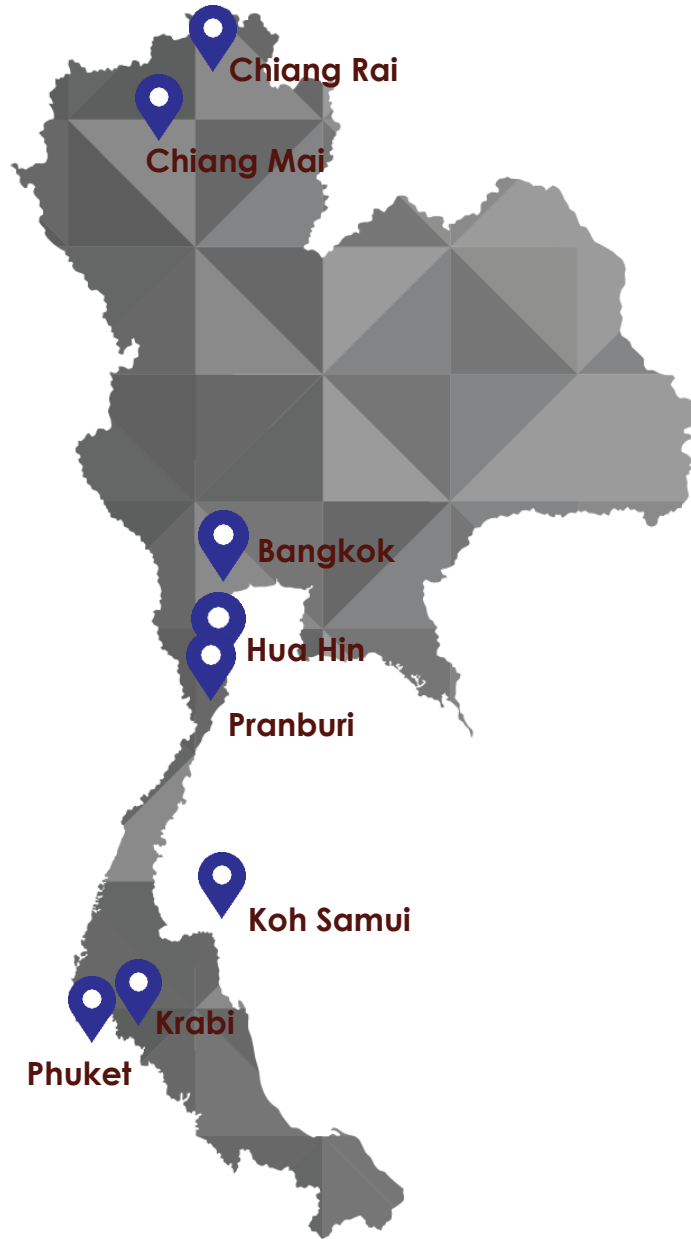 Chiang Rai
Chiang Mai
Bangkok
Hua Hin
Pranburi
Koh Samui
Krabi
Phuket